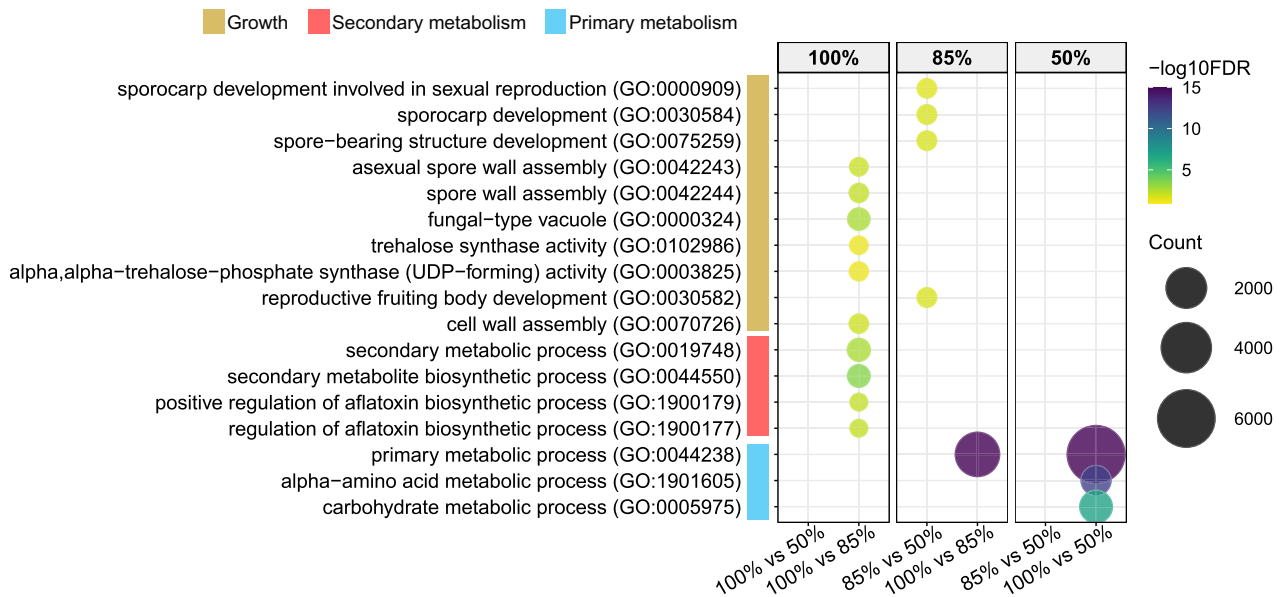 Growth
Secondary metabolism
Primary metabolism
100%
85%
50%
sporocarp development involved in sexual reproduction (GO:0000909)
sporocarp development (GO:0030584)
spore−bearing structure development (GO:0075259)
asexual spore wall assembly (GO:0042243)
spore wall assembly (GO:0042244)
fungal−type vacuole (GO:0000324)
trehalose synthase activity (GO:0102986)
alpha,alpha−trehalose−phosphate synthase (UDP−forming) activity (GO:0003825)
reproductive fruiting body development (GO:0030582)
cell wall assembly (GO:0070726)
secondary metabolic process (GO:0019748)
secondary metabolite biosynthetic process (GO:0044550)
positive regulation of aflatoxin biosynthetic process (GO:1900179)
regulation of aflatoxin biosynthetic process (GO:1900177)
primary metabolic process (GO:0044238)
alpha−amino acid metabolic process (GO:1901605)
carbohydrate metabolic process (GO:0005975)
100% vs 50%
100% vs 85%
85% vs 50%
100% vs 85%
85% vs 50%
100% vs 50%
−log10FDR
15
10
5
Count
2000
4000
6000